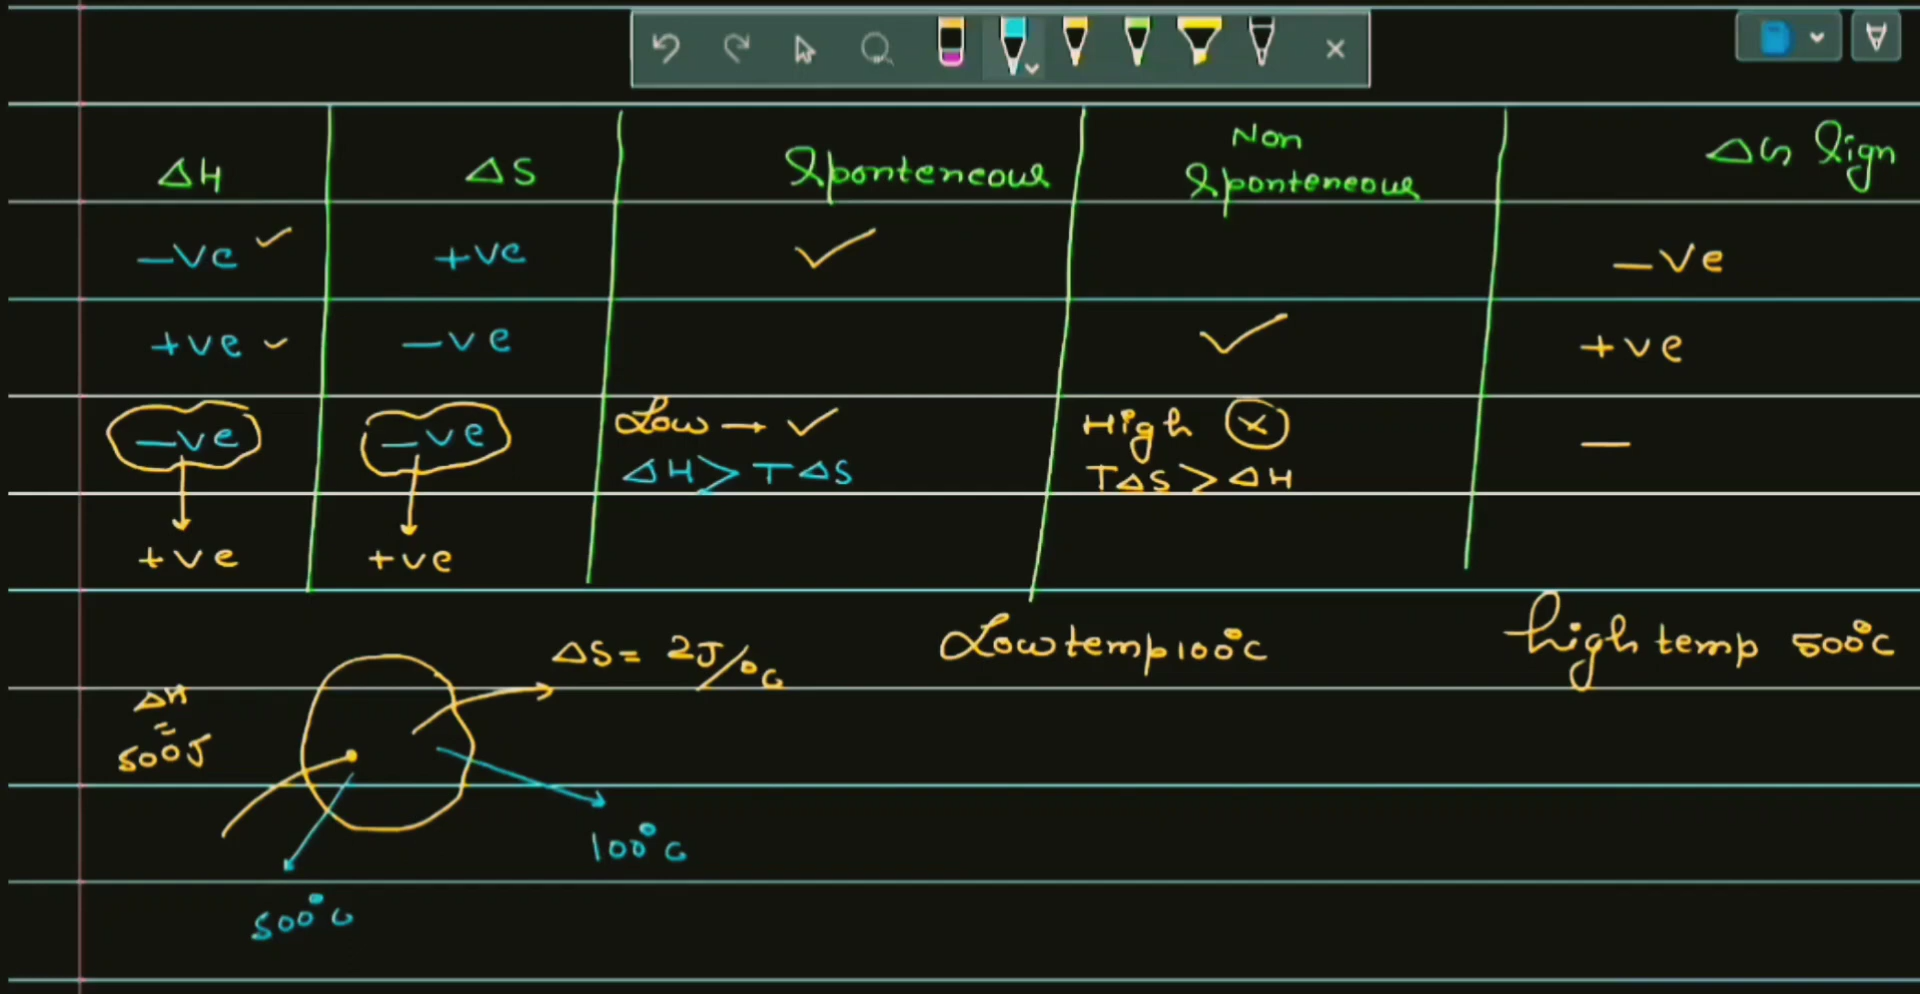 ΔH ΔS Sponteneous Non Sponteneous ΔG Sign
-ve ✓ +ve ✓ -ve
+ve ✓ -ve ✓ +ve
-ve -ve Low → ✓ High ⓧ —
ΔH > TΔS TΔS > ΔH
+ve +ve
ΔS = 2J/°C Low temp 100°C high temp 500°C
ΔH
=
500J
100°C
500°C